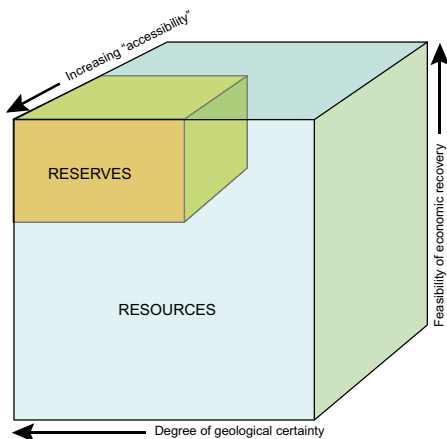 Increasing “accessibility”
RESERVES
RESOURCES
Feasibility of economic recovery
Degree of geological certainty